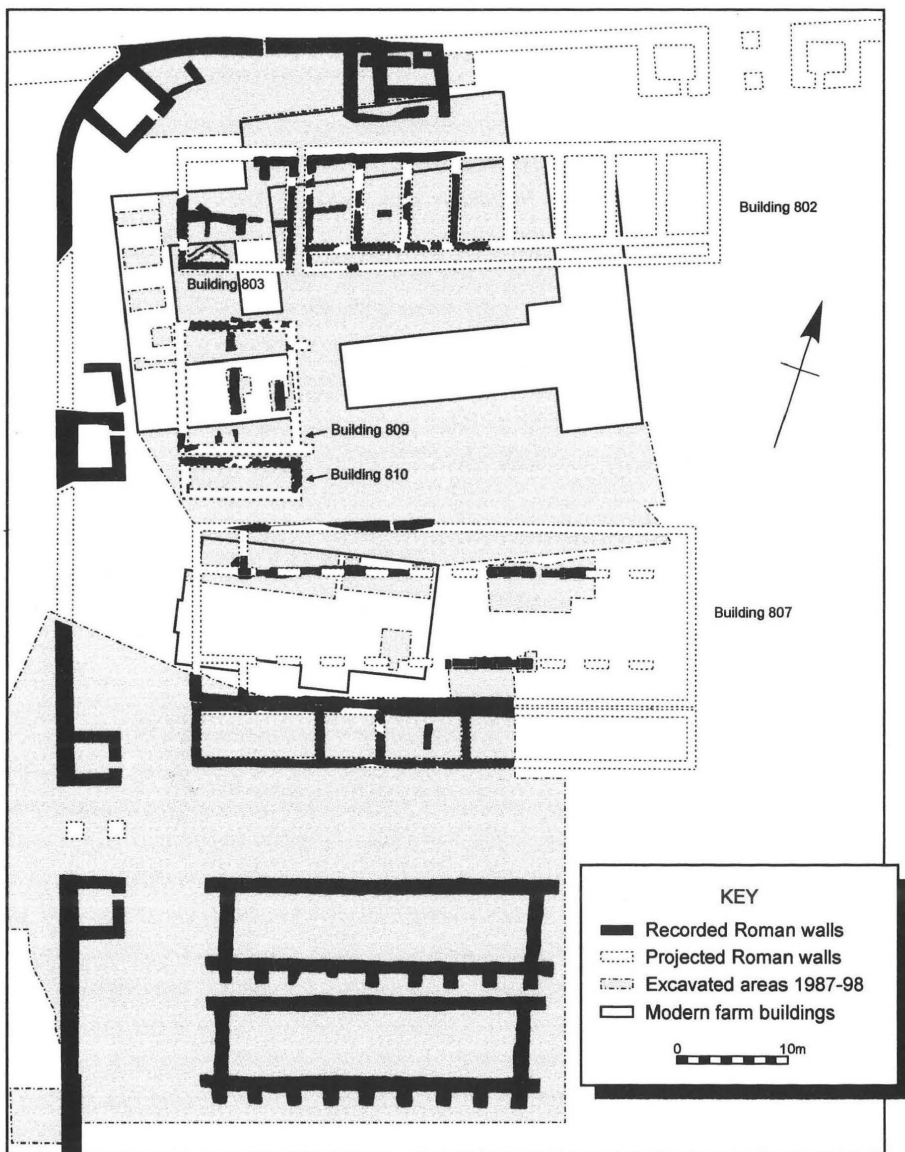 Building 802
Building 803
Building 809
Building 810
Building 807
KEY
Recorded Roman walls
Projected Roman walls
Excavated areas 1987-98
Modern farm buildings
0 10m